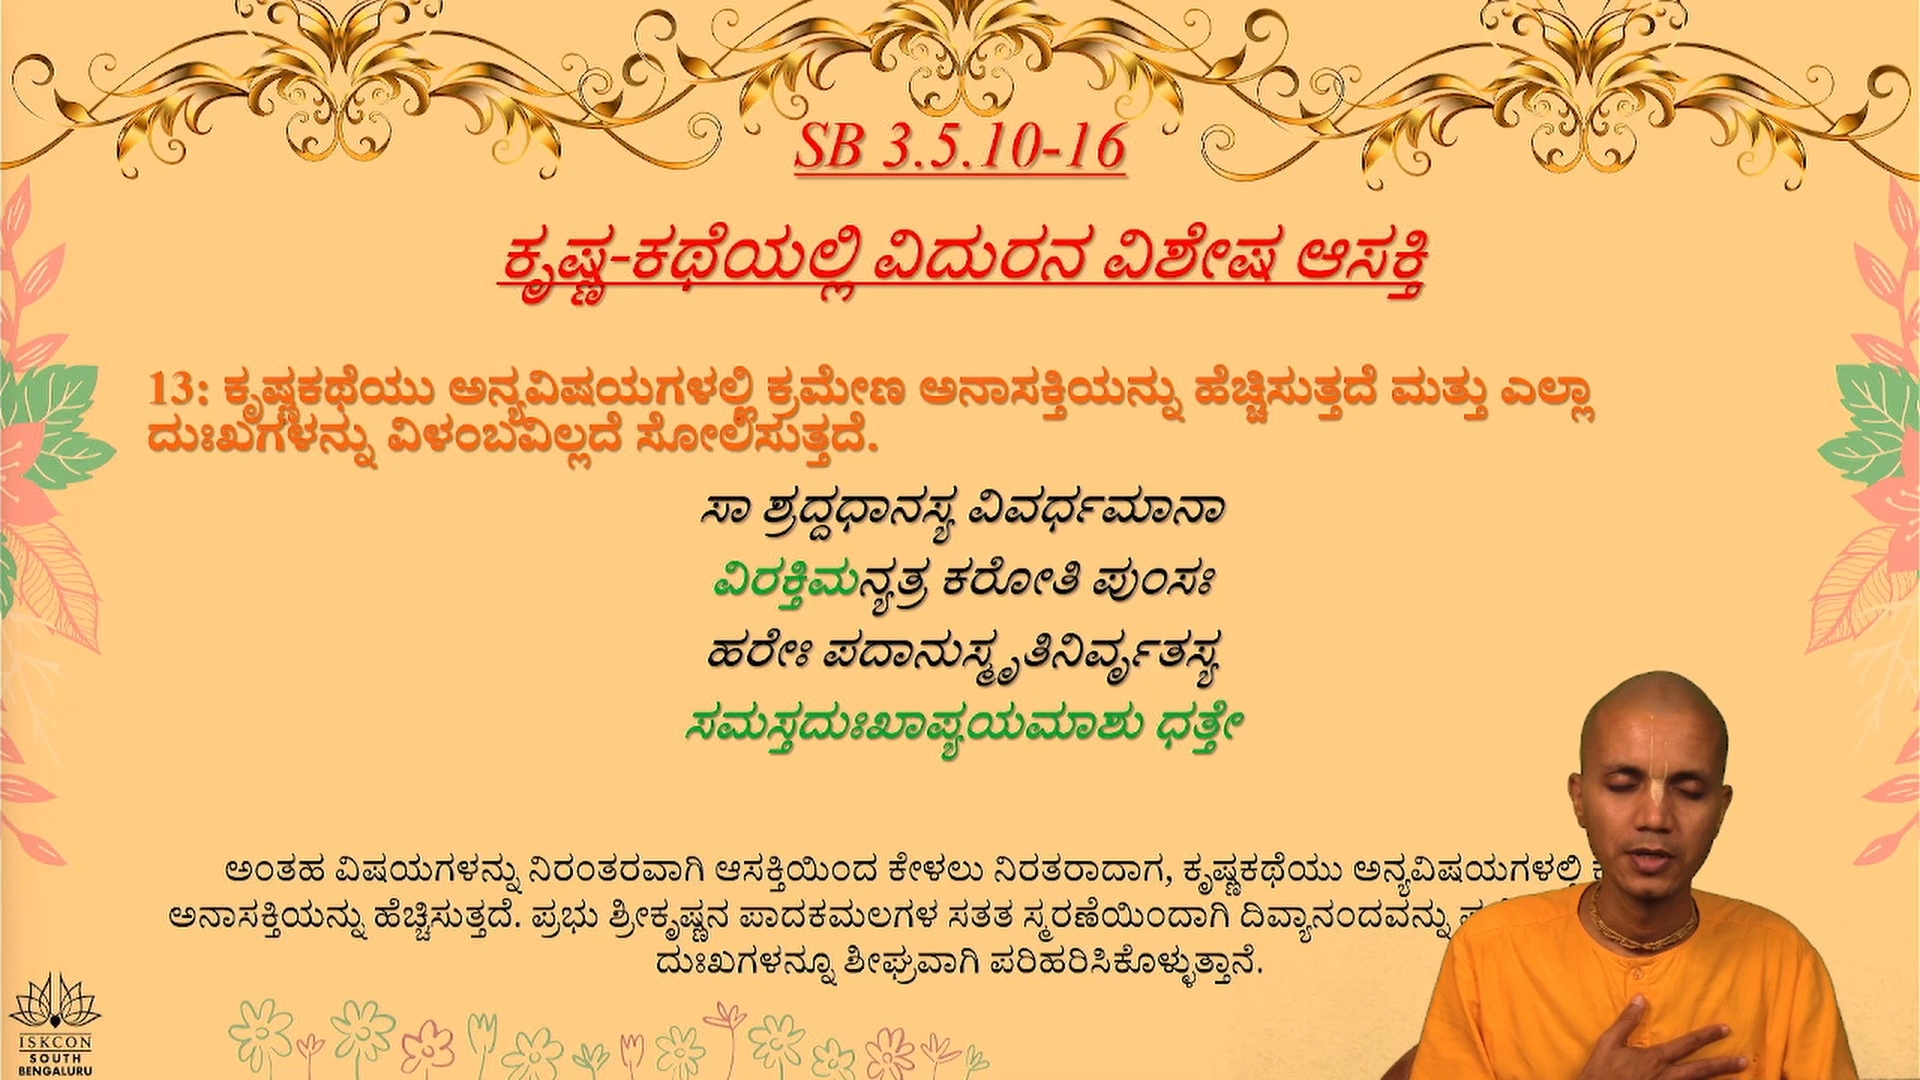 SB 3.5.10-16
ಕೃಷ್ಣ-ಕಥೆಯಲ್ಲಿ ವಿದುರನ ವಿಶೇಷ ಆಸಕ್ತಿ
13: ಕೃಷ್ಣಕಥೆಯು ಅನ್ಯವಿಷಯಗಳಲ್ಲಿ ಕ್ರಮೇಣ ಅನಾಸಕ್ತಿಯನ್ನು ಹೆಚ್ಚಿಸುತ್ತದೆ ಮತ್ತು ಎಲ್ಲಾ
ದುಃಖಗಳನ್ನು ವಿಳಂಬವಿಲ್ಲದೆ ಸೋಲಿಸುತ್ತದೆ.
ಸಾ ಶ್ರದ್ದಧಾನಸ್ಯ ವಿವರ್ಧಮಾನಾ
ವಿರಕ್ತಿಮನ್ಯತ್ರ ಕರೋತಿ ಪುಂಸಃ
ಹರೇಃ ಪದಾನುಸ್ಮೃತಿನಿರ್ವೃತಸ್ಯ
ಸಮಸ್ತದುಃಖಾಪ್ಯಯಮಾಶು ಧತ್ತೇ
ಅಂತಹ ವಿಷಯಗಳನ್ನು ನಿರಂತರವಾಗಿ ಆಸಕ್ತಿಯಿಂದ ಕೇಳಲು ನಿರತರಾದಾಗ, ಕೃಷ್ಣಕಥೆಯು ಅನ್ಯವಿಷಯಗಳಲ್ಲಿ
ಅನಾಸಕ್ತಿಯನ್ನು ಹೆಚ್ಚಿಸುತ್ತದೆ. ಪ್ರಭು ಶ್ರೀಕೃಷ್ಣನ ಪಾದಕಮಲಗಳ ಸತತ ಸ್ಮರಣೆಯಿಂದಾಗಿ ದಿವ್ಯಾನಂದವನ್ನು
ದುಃಖಗಳನ್ನೂ ಶೀಘ್ರವಾಗಿ ಪರಿಹರಿಸಿಕೊಳ್ಳುತ್ತಾನೆ.
ISKCON
SOUTH
BENGALURU